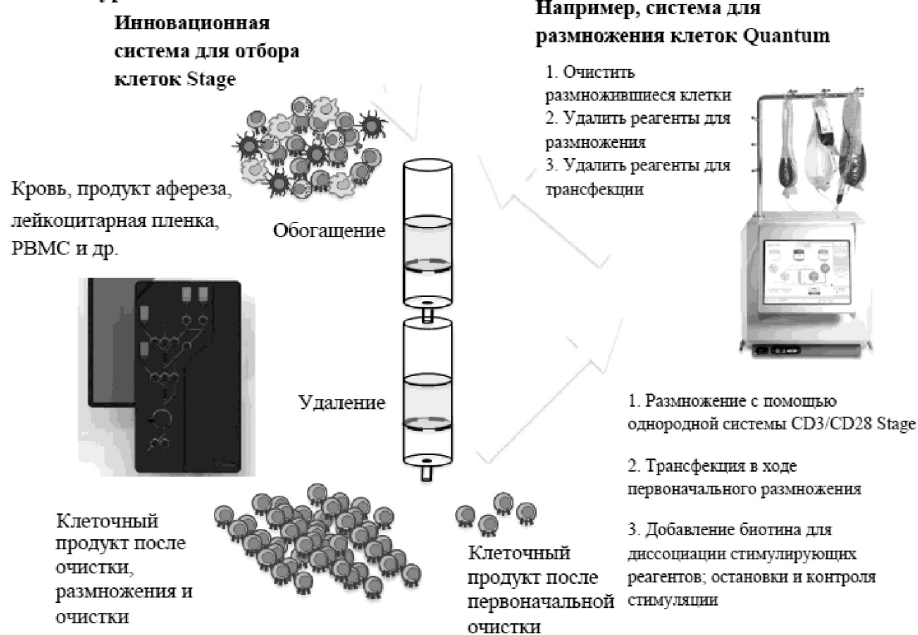 Инновационная
система для отбора
клеток Stage
Например, система для
размножения клеток Quantum
1. Очистить
размножившиеся клетки
2. Удалить реагенты для
размножения
3. Удалить реагенты для
трансфекции
Кровь, продукт афереза,
лейкоцитарная пленка,
PBMC и др.
Обогащение
Удаление
1. Размножение с помощью
однородной системы CD3/CD28 Stage
2. Трансфекция в ходе
первоначального размножения
3. Добавление биотина для
диссоциации стимулирующих
реагентов; остановки и контроля
стимуляции
Клеточный
продукт после
очистки,
размножения и
очистки
Клеточный
продукт после
первоначальной
очистки